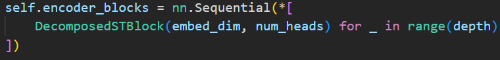 self.encoder_blocks = nn.Sequential(*[
    DecomposedSTBlock(embed_dim, num_heads) for _ in range(depth)
])